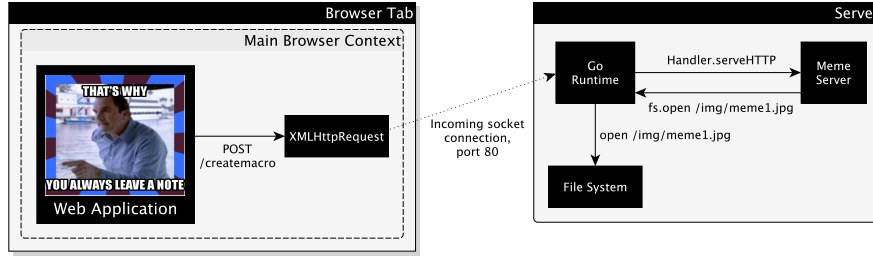 Browser Tab
Main Browser Context
THAT'S WHY
YOU ALWAYS LEAVE A NOTE
Web Application
POST
/createmacro
XMLHttpRequest
Incoming socket
connection,
port 80
Serve
Go
Runtime
Handler.serveHTTP
Meme
Server
fs.open /img/meme1.jpg
open /img/meme1.jpg
File System